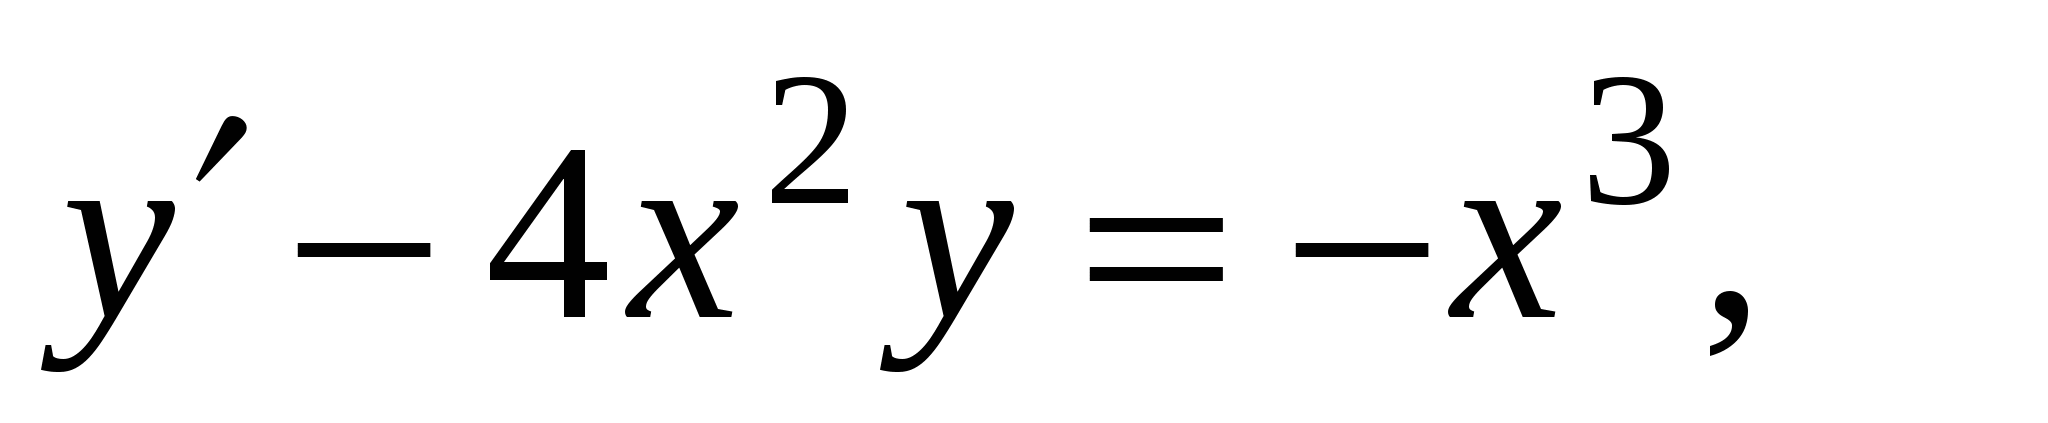 y′ − 4x²y = −x³,